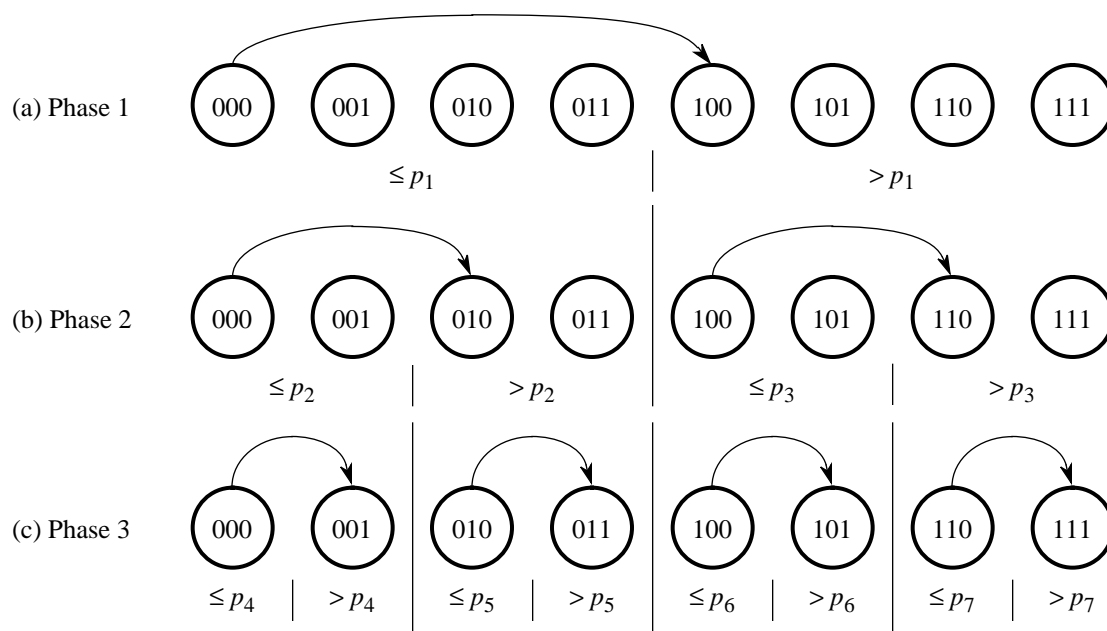 (a) Phase 1 000 001 010 011 100 101 110 111
≤ p1 > p1
(b) Phase 2 000 001 010 011 100 101 110 111
≤ p2 > p2 ≤ p3 > p3
(c) Phase 3 000 001 010 011 100 101 110 111
≤ p4 > p4 ≤ p5 > p5 ≤ p6 > p6 ≤ p7 > p7